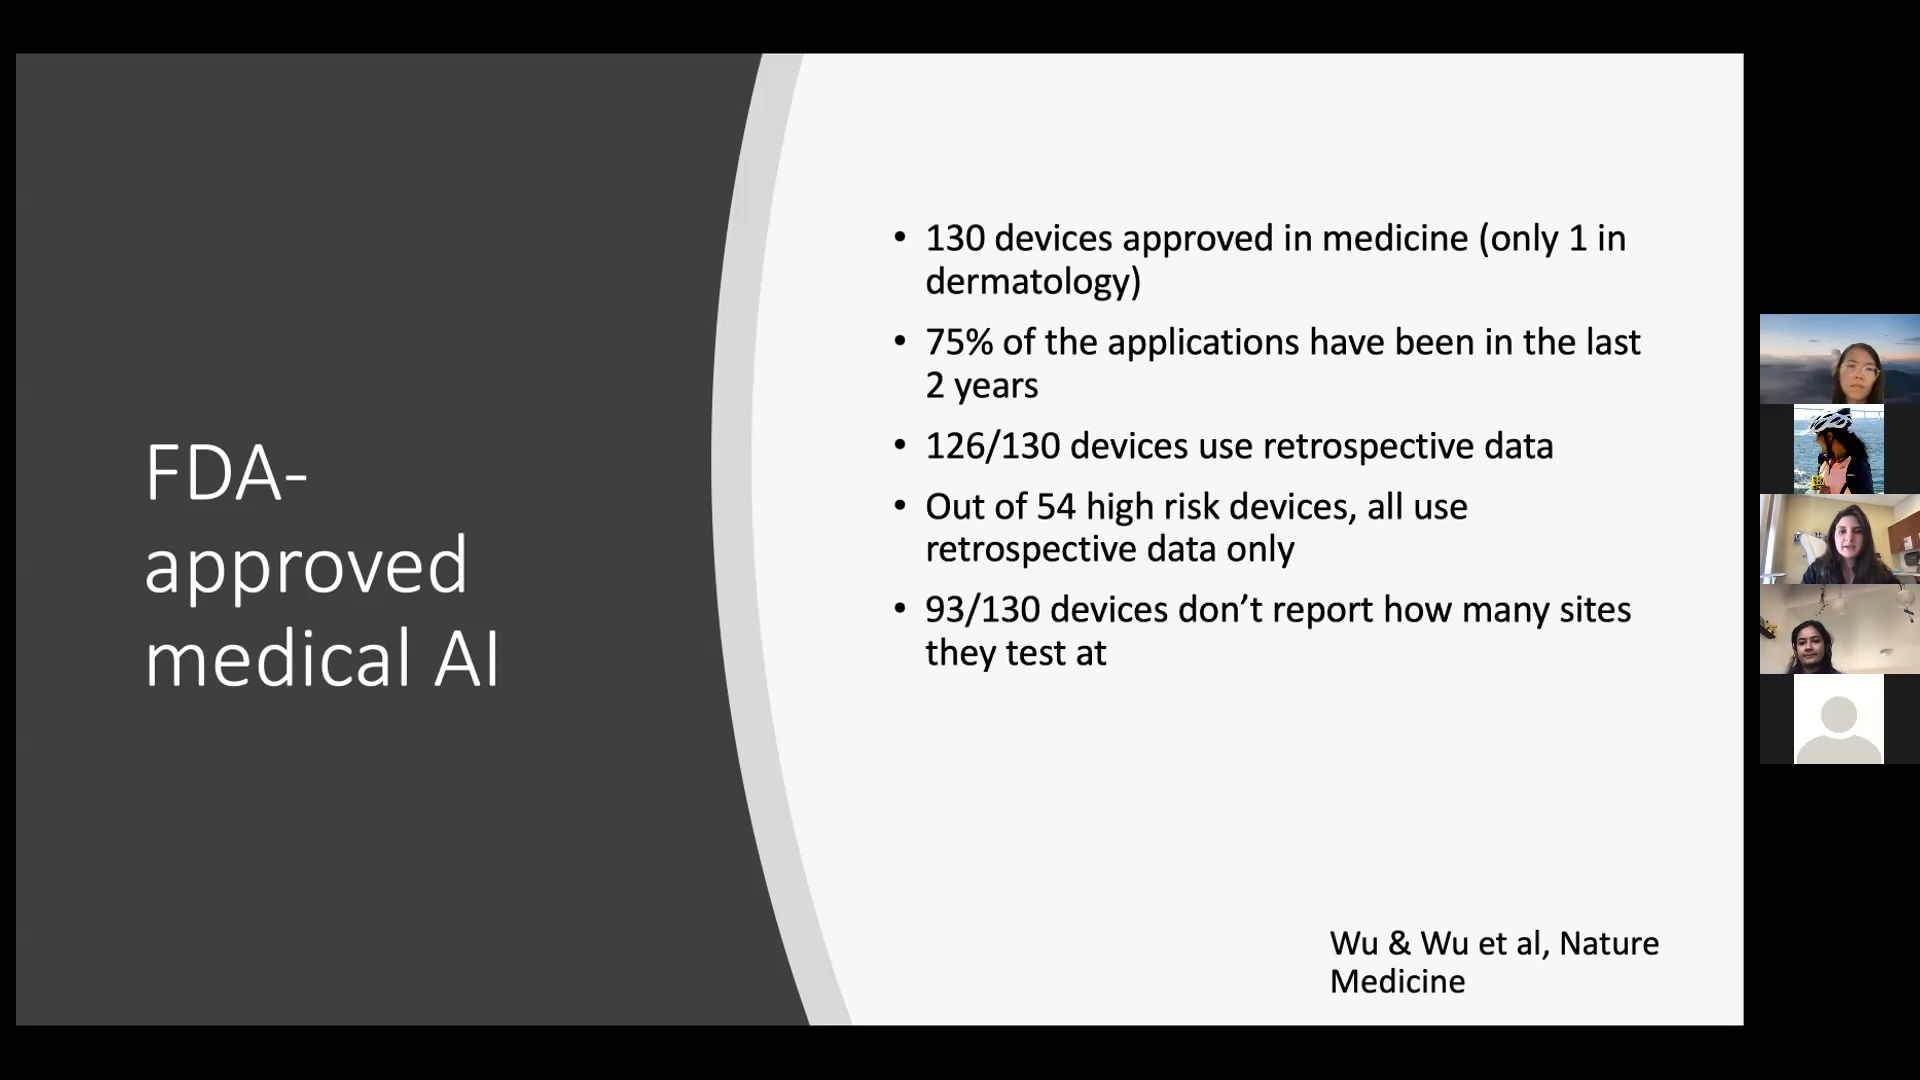 FDA-
approved
medical AI
• 130 devices approved in medicine (only 1 in
dermatology)
• 75% of the applications have been in the last
2 years
• 126/130 devices use retrospective data
• Out of 54 high risk devices, all use
retrospective data only
• 93/130 devices don’t report how many sites
they test at
Wu & Wu et al, Nature
Medicine